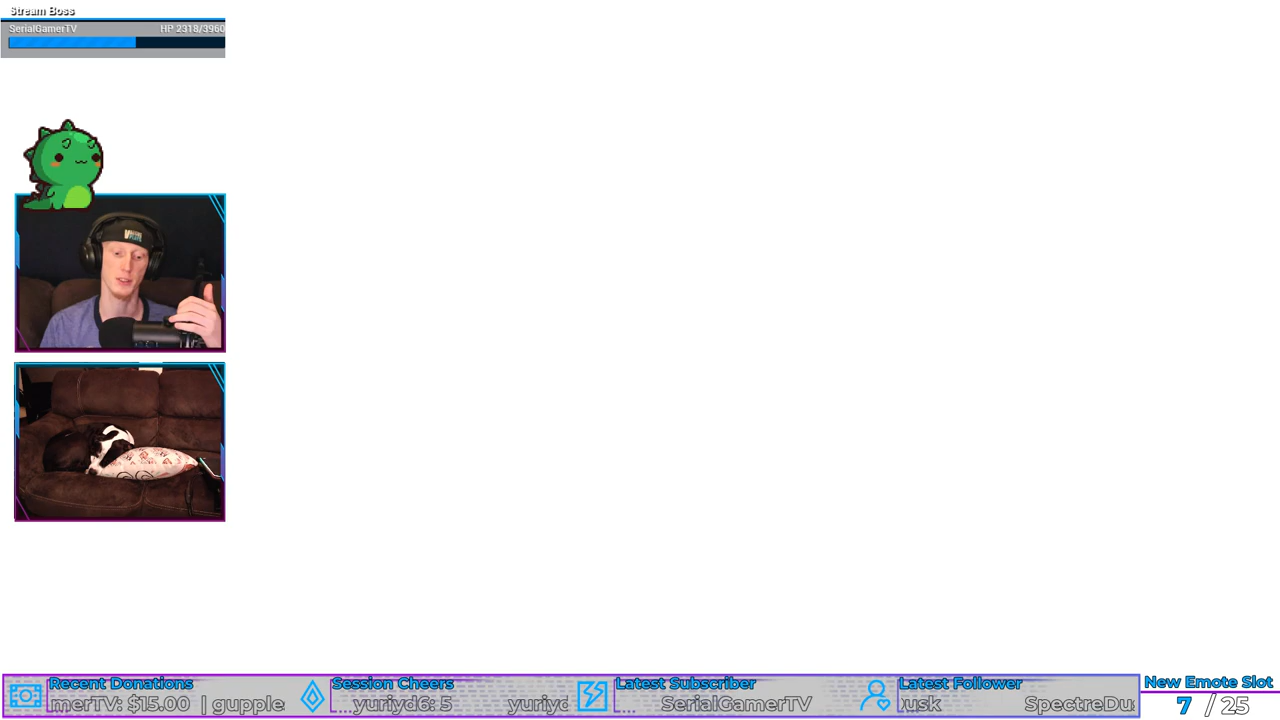 Stream Boss
SerialGamerTV HP 2318/3960
Recent Donations
merTV: $15.00 | gupple
Session Cheers
yuriyd6: 5 yuriyd
Latest Subscriber
SerialGamerTV
Latest Follower
usk SpectreDu
New Emote Slot
7 / 25